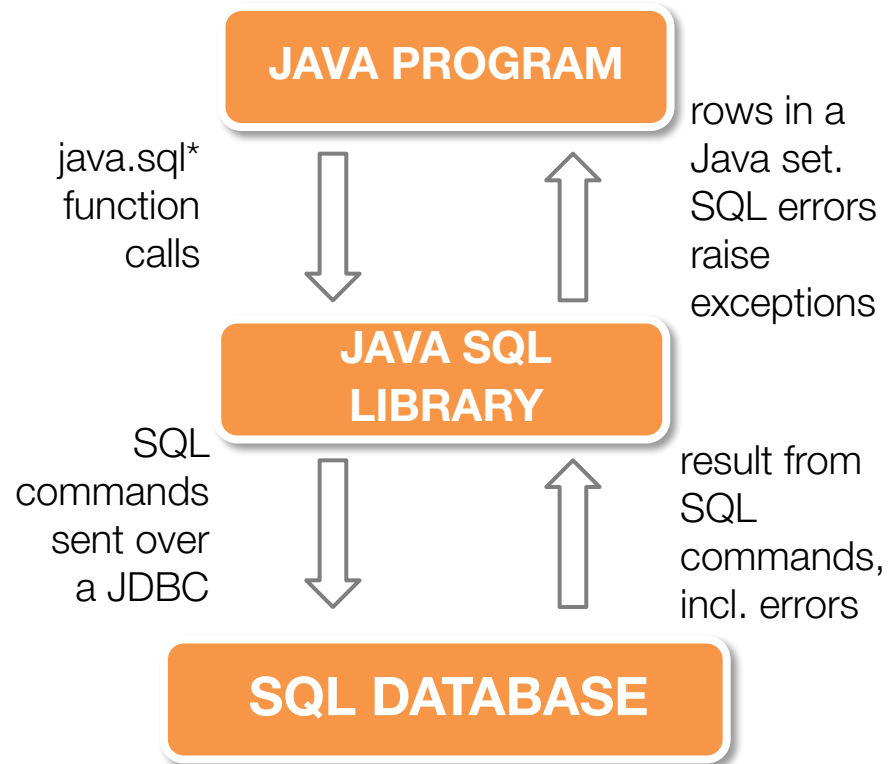 JAVA PROGRAM
java.sql*
function
calls
rows in a
Java set.
SQL errors
raise
exceptions
JAVA SQL
LIBRARY
SQL
commands
sent over
a JDBC
result from
SQL
commands,
incl. errors
SQL DATABASE